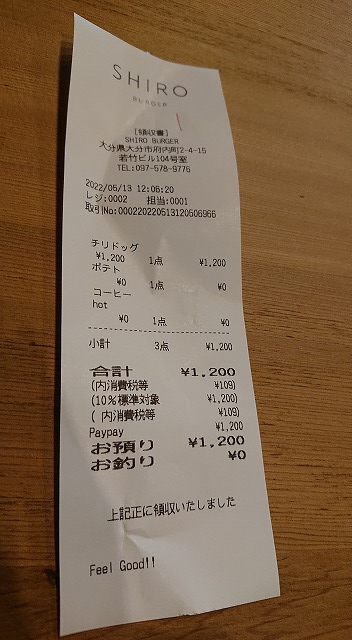 SHIRO
BURGER
[領収書]
SHIRO BURGER
大分県大分市府内町2-4-15
若竹ビル104号室
TEL:097-578-9776
2022/05/13 12:06:20
レジ:0002 担当:0001
取引No:000220220513120506966
チリドッグ
¥1,200 1点 ¥1,200
ポテト
¥0 1点 ¥0
コーヒー
hot
¥0 1点 ¥0
小計 3点 ¥1,200
合計 ¥1,200
(内消費税等 ¥109)
(10%標準対象 ¥1,200)
( 内消費税等 ¥109)
Paypay ¥1,200
お預り ¥1,200
お釣り ¥0
上記正に領収いたしました
Feel Good!!